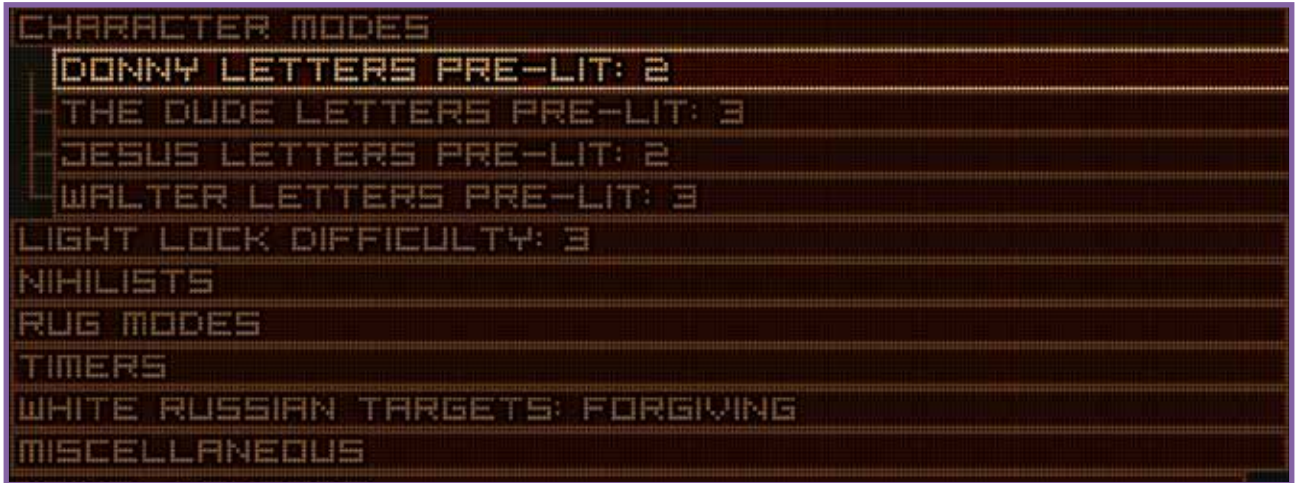 CHARACTER MODES
DONNY LETTERS PRE-LIT: 2
THE DUDE LETTERS PRE-LIT: 3
JESUS LETTERS PRE-LIT: 2
WALTER LETTERS PRE-LIT: 3
LIGHT LOCK DIFFICULTY: 3
NIHILISTS
RUG MODES
TIMERS
WHITE RUSSIAN TARGETS: FORGIVING
MISCELLANEOUS